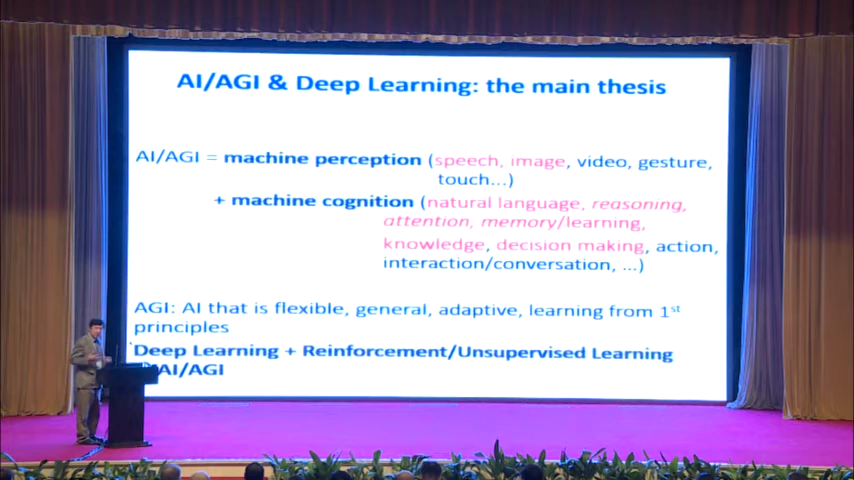 AI/AGI & Deep Learning: the main thesis
AI/AGI = machine perception (speech, image, video, gesture,
touch...)
+ machine cognition (natural language, reasoning,
attention, memory/learning,
knowledge, decision making, action,
interaction/conversation, ...)
AGI: AI that is flexible, general, adaptive, learning from 1st
principles
Deep Learning + Reinforcement/Unsupervised Learning
AI/AGI